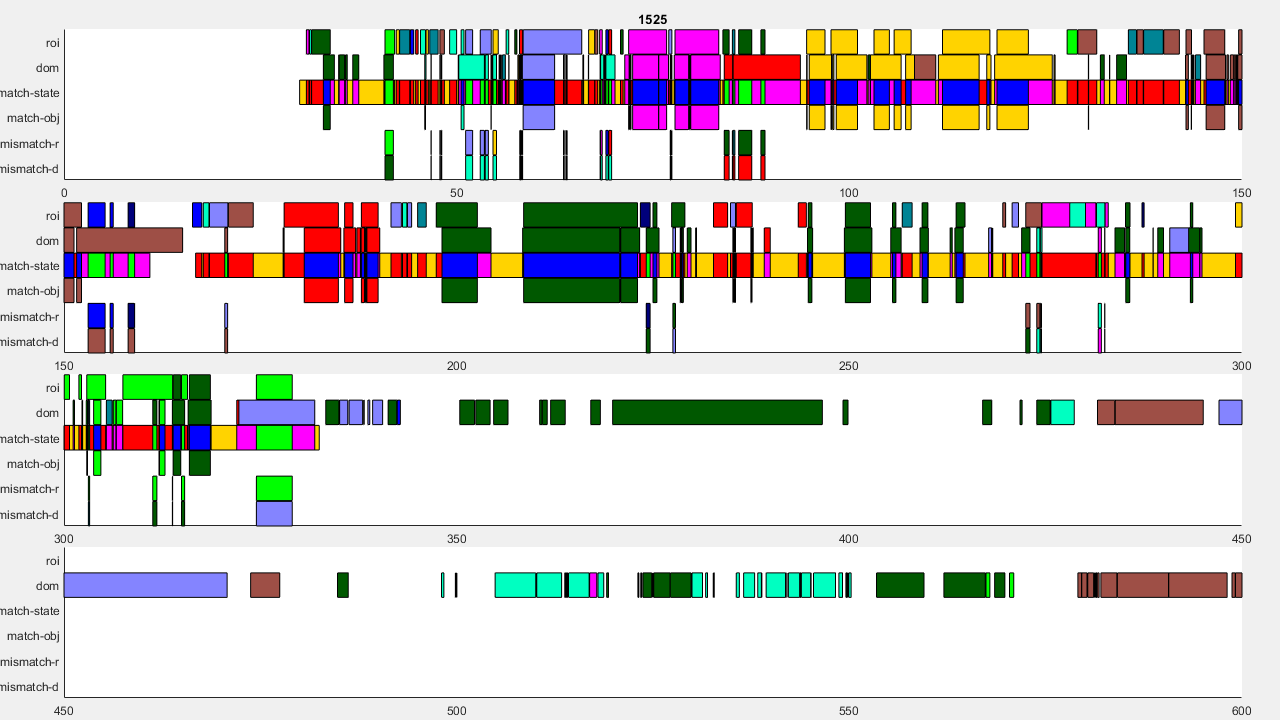 1525
roi
dom
match-state
match-obj
mismatch-r
mismatch-d
0 50 100 150
roi
dom
match-state
match-obj
mismatch-r
mismatch-d
150 200 250 300
roi
dom
match-state
match-obj
mismatch-r
mismatch-d
300 350 400 450
roi
dom
match-state
match-obj
mismatch-r
mismatch-d
450 500 550 600